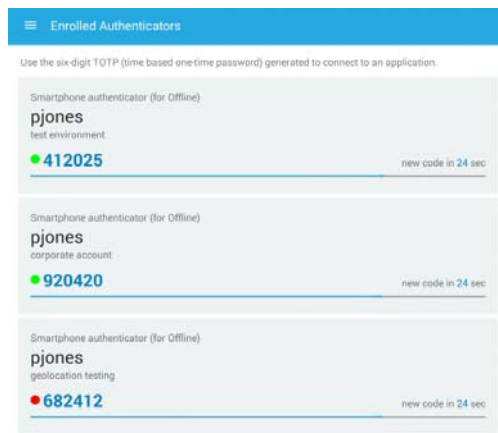 Enrolled Authenticators
Use the six-digit TOTP (time based one-time password) generated to connect to an application.
Smartphone authenticator (for Offline)
pjones
test environment
412025 new code in 24 sec
Smartphone authenticator (for Offline)
pjones
corporate account
920420 new code in 24 sec
Smartphone authenticator (for Offline)
pjones
geolocation testing
682412 new code in 24 sec